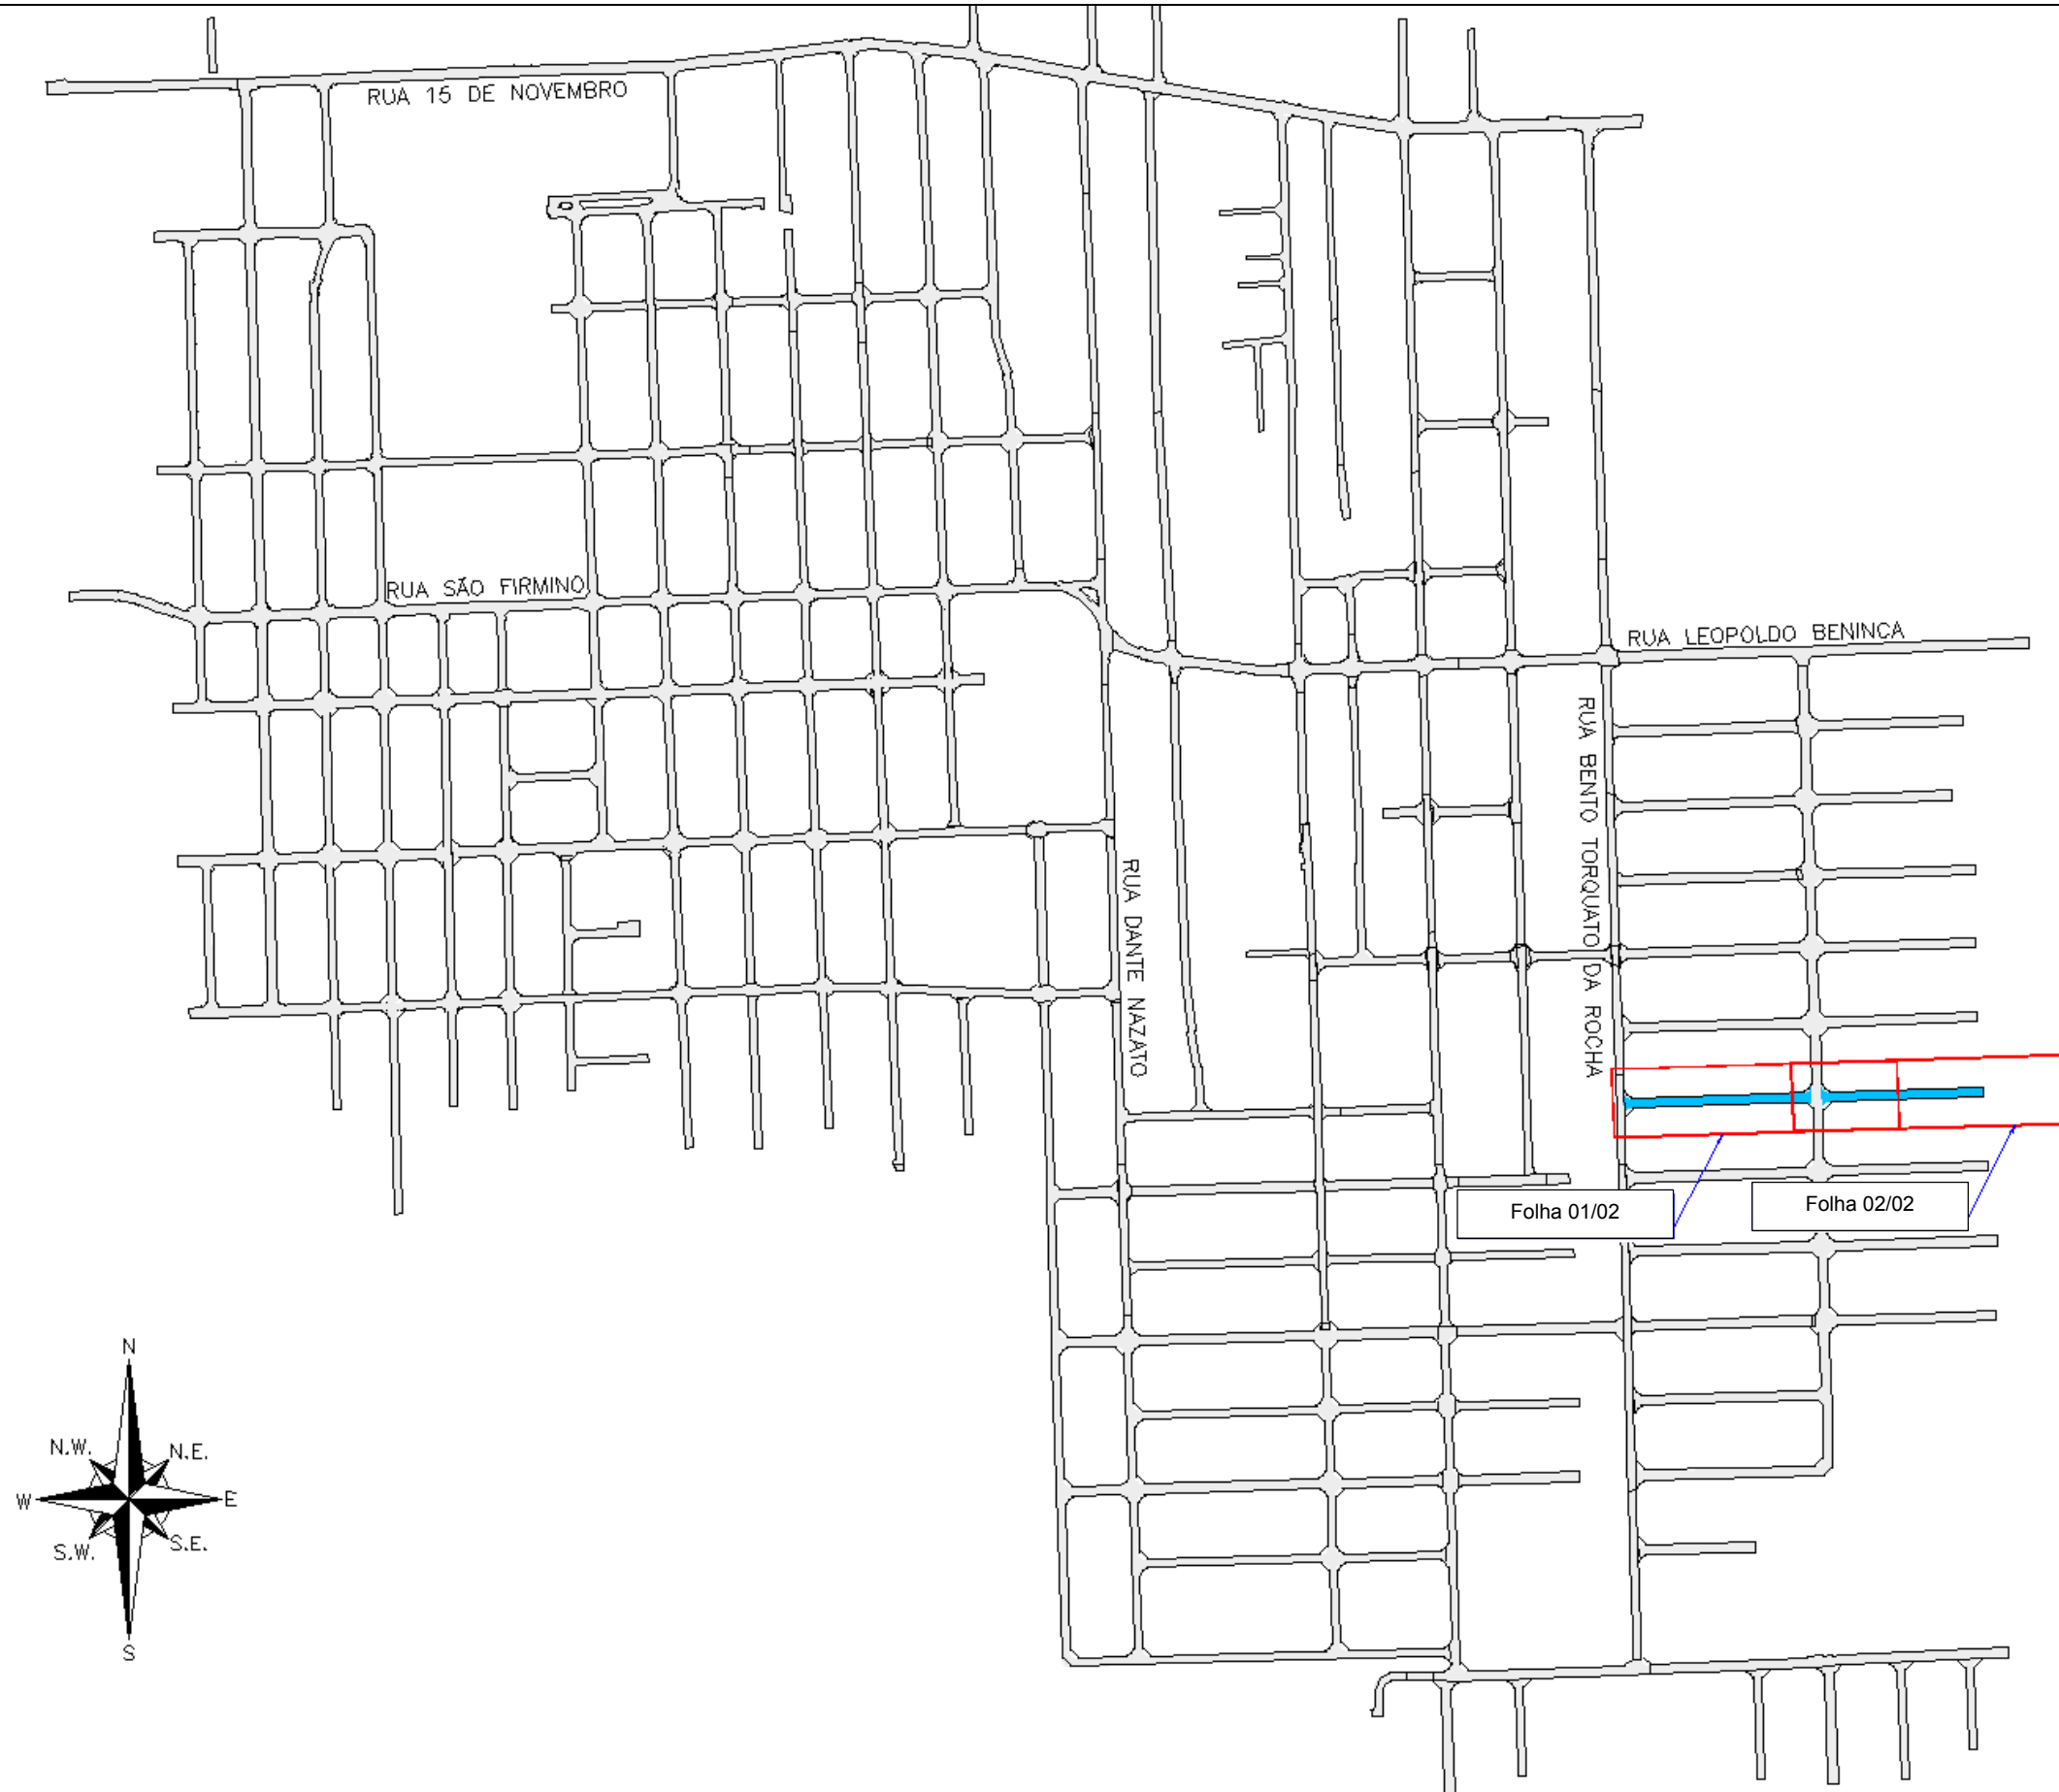 RUA 15 DE NOVEMBRO
RUA SÃO FIRMINO
RUA LEOPOLDO BENINCA
RUA BENTO TORQUATO DA ROCHA
RUA DANTE NAZATO
Folha 01/02
Folha 02/02
N
N.W.
N.E.
W
E
S.W.
S.E.
S